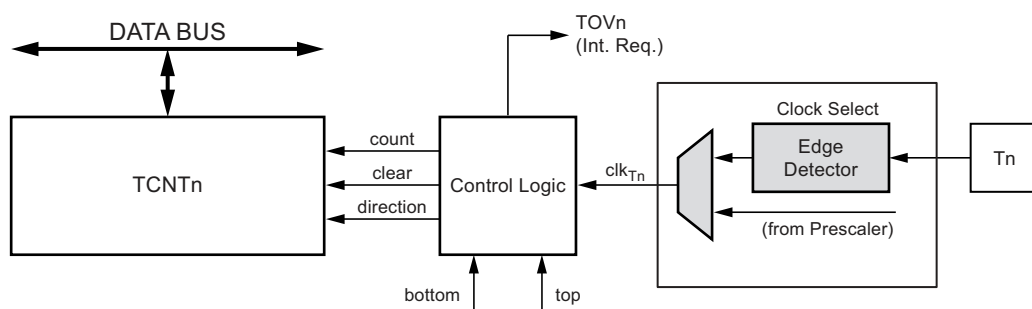 DATA BUS
TOVn
(Int. Req.)
Clock Select
count
Edge
Detector
Tn
TCNTn
clear
Control Logic
clkTn
direction
(from Prescaler)
bottom
top